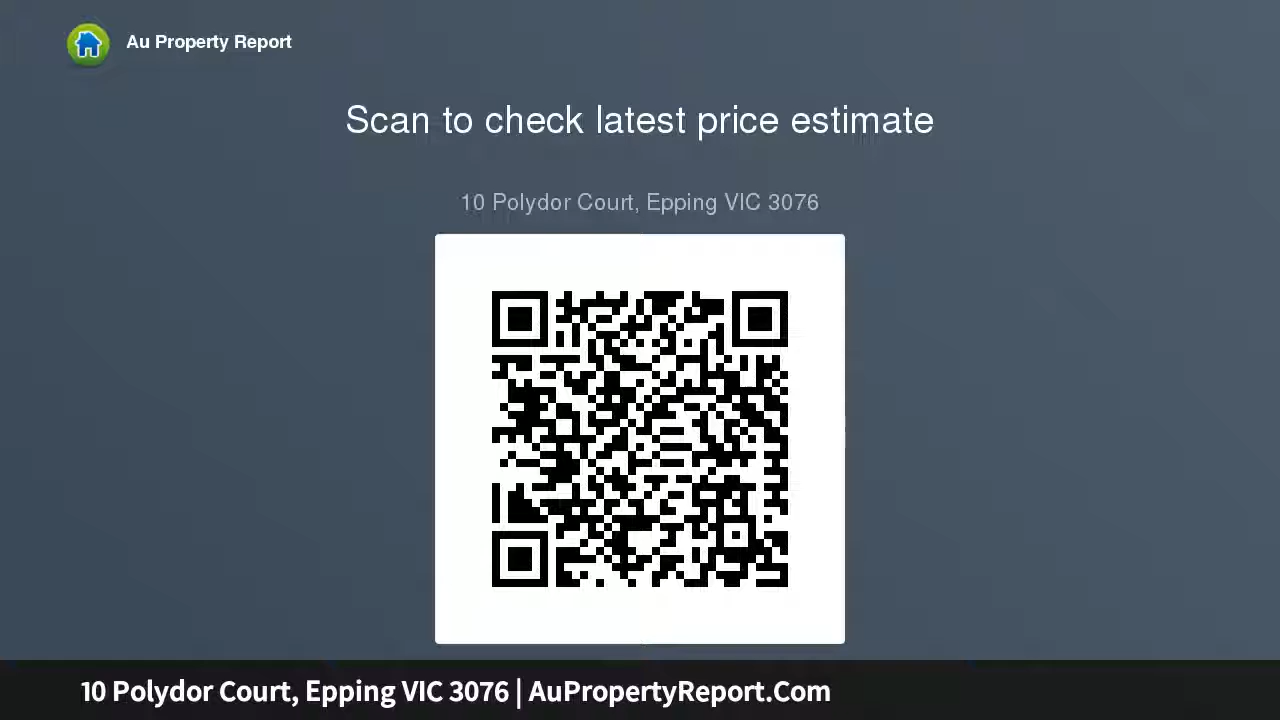 Au Property Report
Scan to check latest price estimate
10 Polydor Court, Epping VIC 3076
10 Polydor Court, Epping VIC 3076 | AuPropertyReport.Com